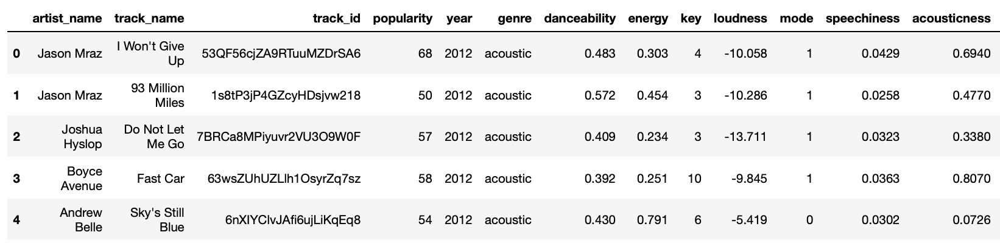 artist_name track_name track_id popularity year genre danceability energy key loudness mode speechiness acousticness
0 Jason Mraz I Won't Give Up 53QF56cjZA9RTuuMZDrSA6 68 2012 acoustic 0.483 0.303 4 -10.058 1 0.0429 0.6940
1 Jason Mraz 93 Million Miles 1s8tP3jP4GZcyHDsjvw218 50 2012 acoustic 0.572 0.454 3 -10.286 1 0.0258 0.4770
2 Joshua Hyslop Do Not Let Me Go 7BRCa8MPiyuvr2VU3O9W0F 57 2012 acoustic 0.409 0.234 3 -13.711 1 0.0323 0.3380
3 Boyce Avenue Fast Car 63wsZUhUZLlh1OsyrZq7sz 58 2012 acoustic 0.392 0.251 10 -9.845 1 0.0363 0.8070
4 Andrew Belle Sky's Still Blue 6nXIYClvJAfi6ujLiKqEq8 54 2012 acoustic 0.430 0.791 6 -5.419 0 0.0302 0.0726